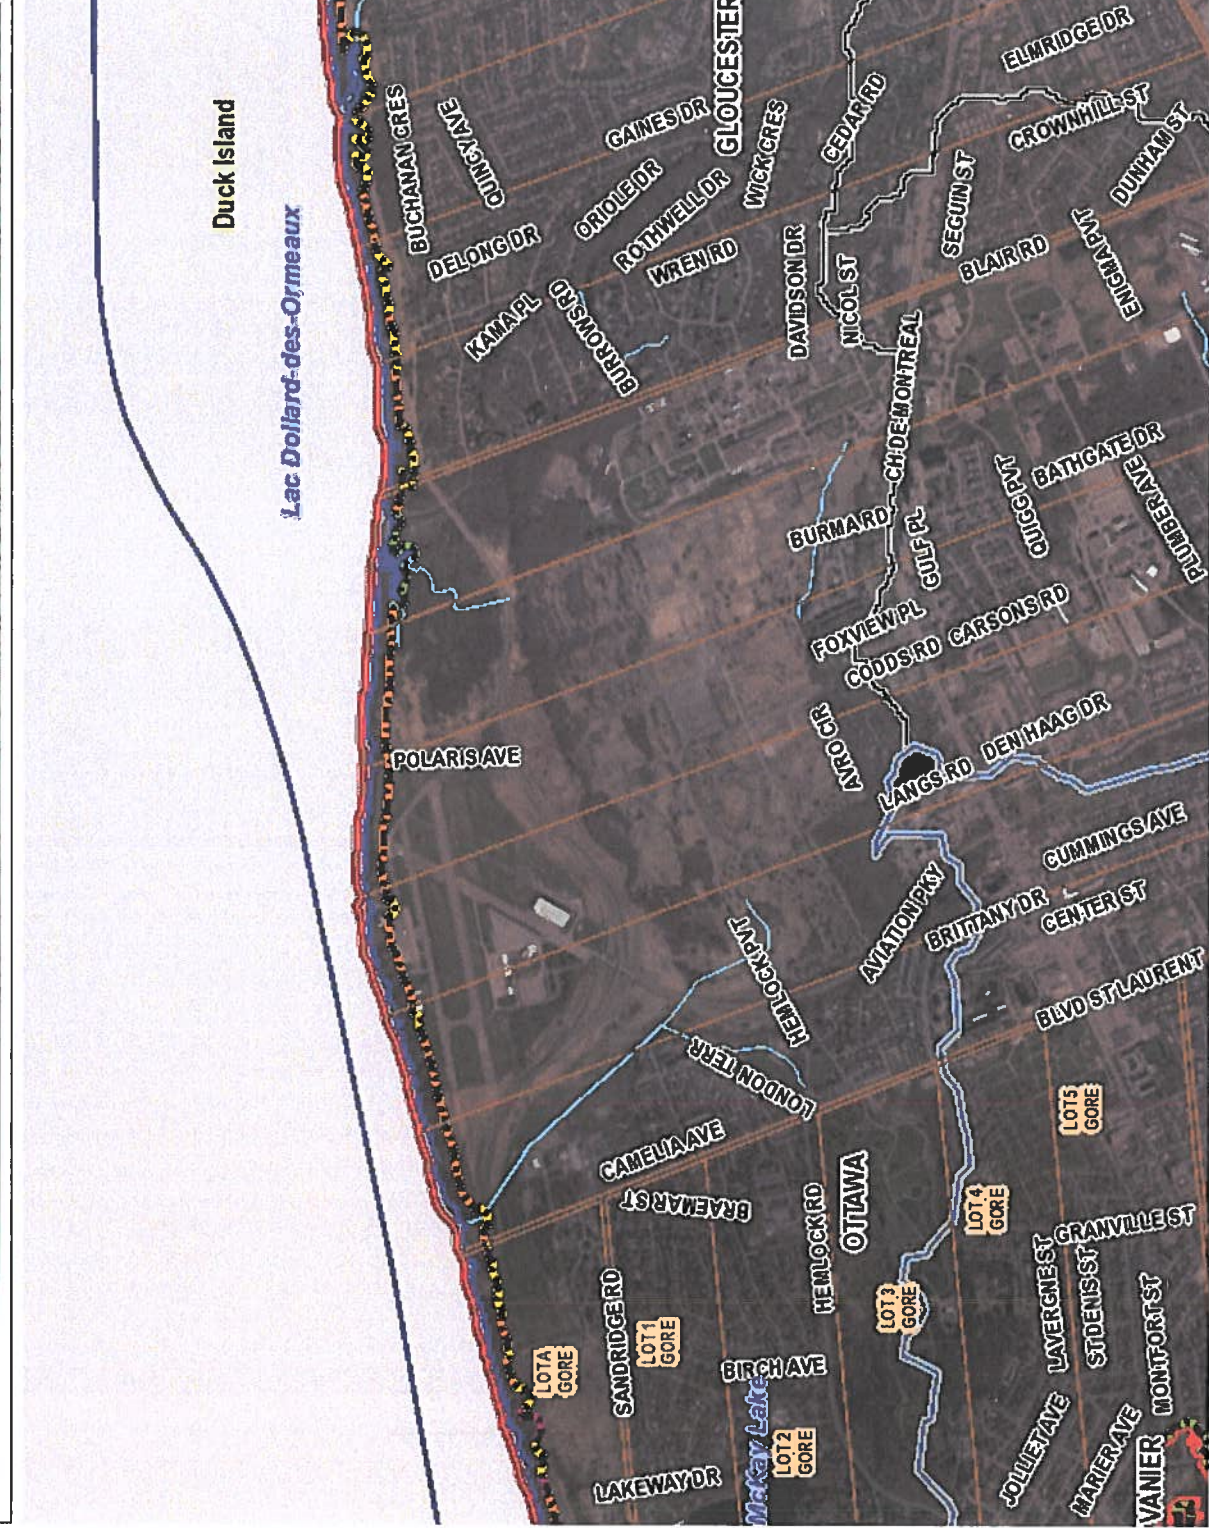 Duck Island
Lac Dollard-des-Ormeaux
BUCHANAN CRES
QUINCY AVE
GAINES DR
GLOUCESTER
ELMRIDGE DR
DELONG DR
ORIOLE DR
ROTHWELL DR
WICK CRES
CEDAR RD
CROWNHILL ST
DUNHAM ST
KAMA PL
BURROWS RD
WREN RD
DAVIDSON DR
NICOL ST
SEGUIN ST
BLAIR RD
ENIGMA PVT
CH DE MONTREAL
BURMA RD
GULF PL
QUIGG PVT
BATHGATE DR
PLUMBER AVE
FOXVIEW PL
CODDS RD
CARSONS RD
POLARIS AVE
AVRO CIR
LANGS RD
DEN HAAG DR
CUMMINGS AVE
AVIATION PKY
BRITTANY DR
CENTER ST
HEMLOCK PVT
BLVD ST LAURENT
LONDON TERR
CAMELIA AVE
BRAEMAR ST
HEMLOCK RD
OTTAWA
LOT 5
GORE
LOT 4
GORE
GRANVILLE ST
LOT 3
GORE
LAVERGNE ST
ST DENIS ST
MONTFORT ST
SANDRIDGE RD
LOT 1
GORE
LOT A
GORE
BIRCH AVE
McKay Lake
LOT 2
GORE
LAKEWAY DR
JOLLIET AVE
MARIER AVE
VANIER